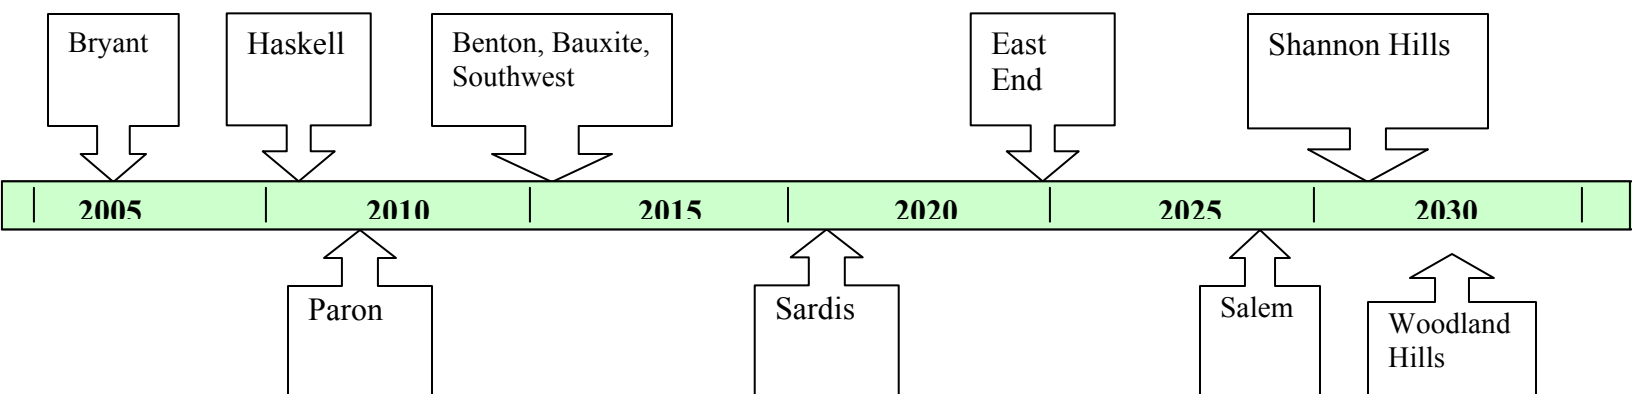 Bryant
Haskell
Benton, Bauxite,
Southwest
East
End
Shannon Hills
2005
2010
2015
2020
2025
2030
Paron
Sardis
Salem
Woodland
Hills